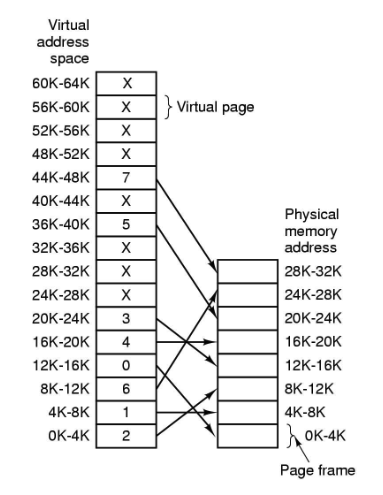 Virtual
address
space
60K-64K X
56K-60K X Virtual page
52K-56K X
48K-52K X
44K-48K 7
40K-44K X
36K-40K 5
32K-36K X
28K-32K X
24K-28K X
20K-24K 3
16K-20K 4
12K-16K 0
8K-12K 6
4K-8K 1
0K-4K 2
Physical
memory
address
28K-32K
24K-28K
20K-24K
16K-20K
12K-16K
8K-12K
4K-8K
0K-4K
Page frame